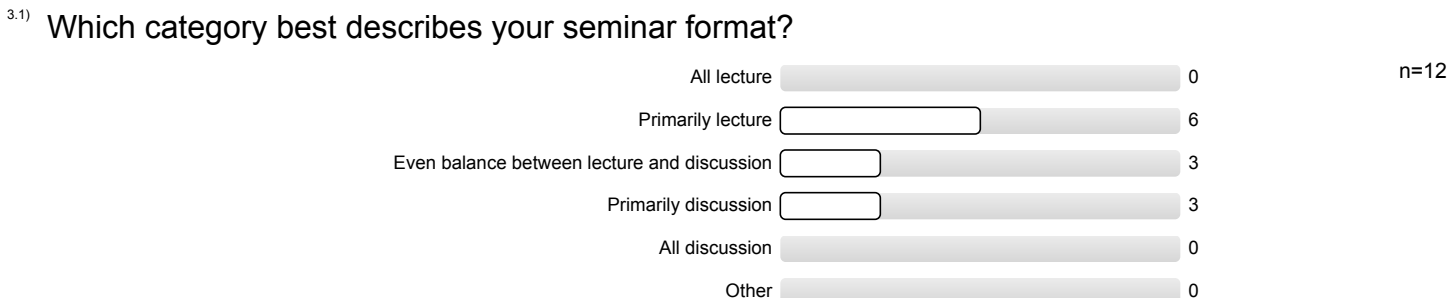 3.1) Which category best describes your seminar format?
n=12
All lecture 0
Primarily lecture 6
Even balance between lecture and discussion 3
Primarily discussion 3
All discussion 0
Other 0